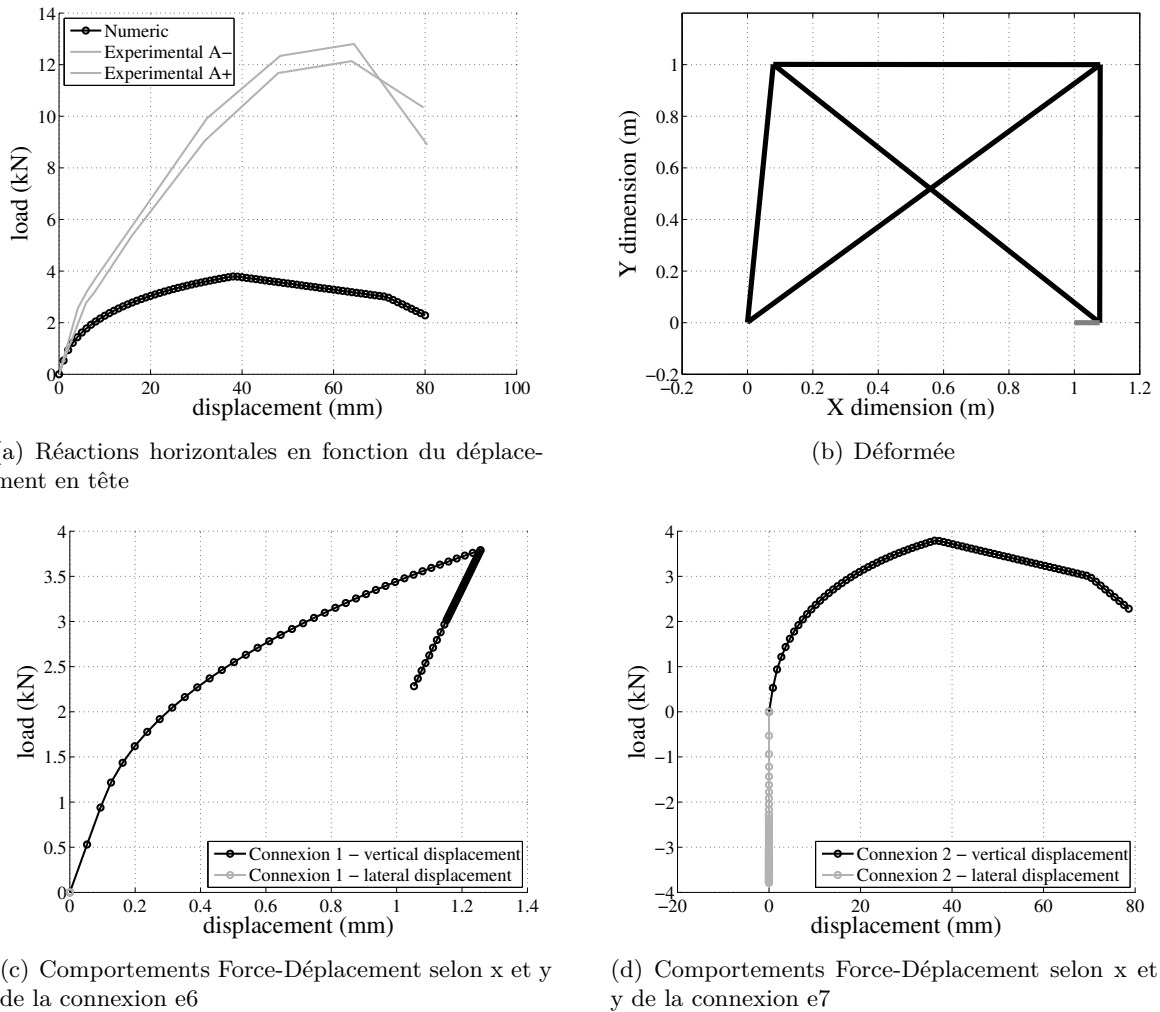 14
12
10
8
6
4
2
0
0 20 40 60 80 100
load (kN)
displacement (mm)
Numeric
Experimental A−
Experimental A+
1
0.8
0.6
0.4
0.2
0
−0.2
−0.2 0 0.2 0.4 0.6 0.8 1 1.2
Y dimension (m)
X dimension (m)
a) Réactions horizontales en fonction du déplace-
ment en tête
(b) Déformée
4
3.5
3
2.5
2
1.5
1
0.5
0
0 0.2 0.4 0.6 0.8 1 1.2 1.4
load (kN)
displacement (mm)
Connexion 1 − vertical displacement
Connexion 1 − lateral displacement
4
3
2
1
0
−1
−2
−3
−4
−20 0 20 40 60 80
load (kN)
displacement (mm)
Connexion 2 − vertical displacement
Connexion 2 − lateral displacement
(c) Comportements Force-Déplacement selon x et y
de la connexion e6
(d) Comportements Force-Déplacement selon x et
y de la connexion e7